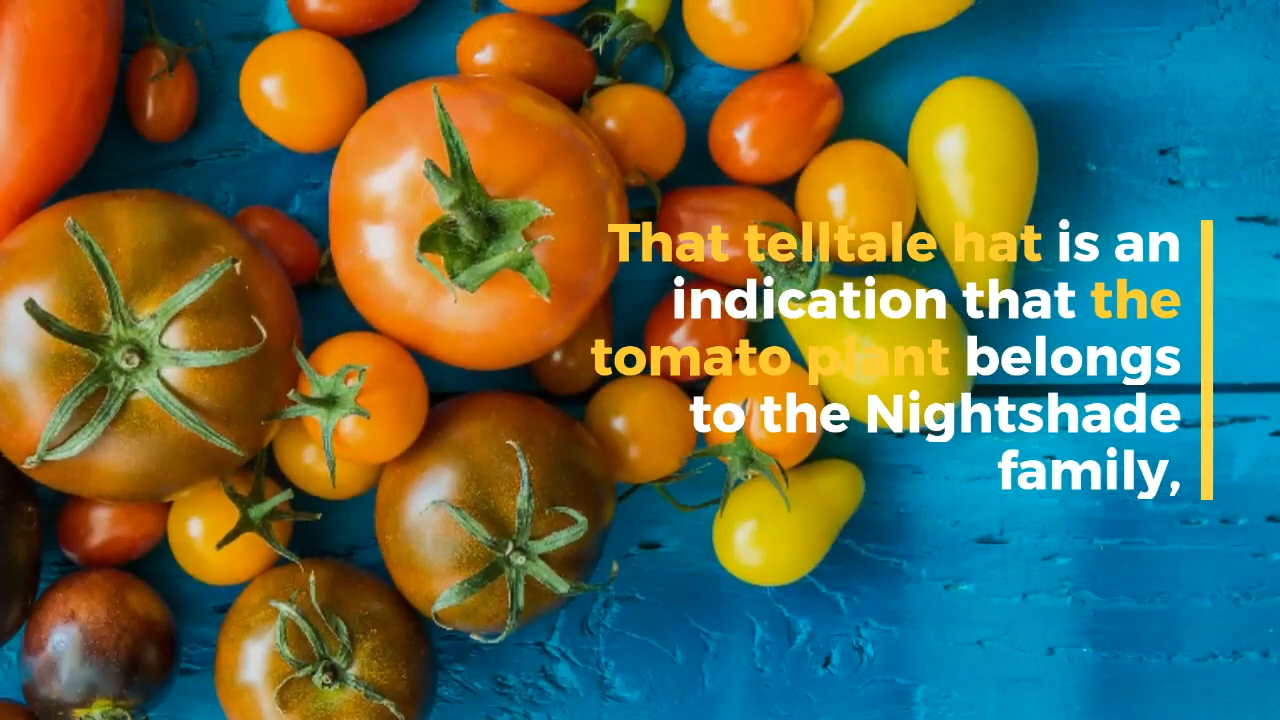 That telltale hat is an
indication that the
tomato plant belongs
to the Nightshade
family,